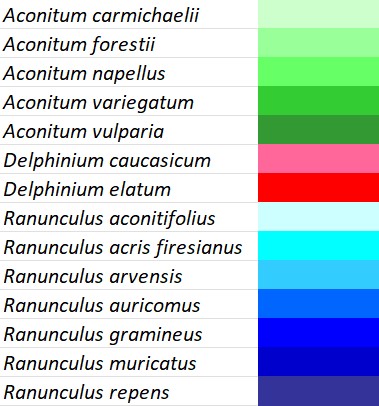 Aconitum carmichaelii
Aconitum forestii
Aconitum napellus
Aconitum variegatum
Aconitum vulparia
Delphinium caucasicum
Delphinium elatum
Ranunculus aconitifolius
Ranunculus acris firesianus
Ranunculus arvensis
Ranunculus auricomus
Ranunculus gramineus
Ranunculus muricatus
Ranunculus repens